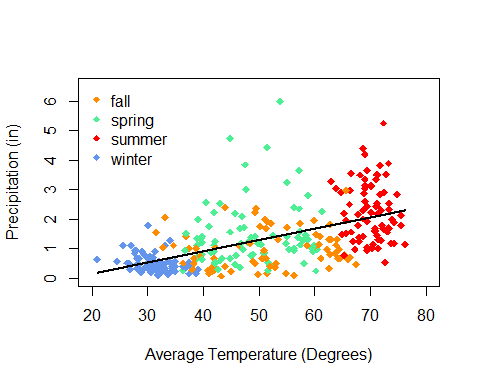 fall
spring
summer
winter
Precipitation (in)
0
1
2
3
4
5
6
20
30
40
50
60
70
80
Average Temperature (Degrees)